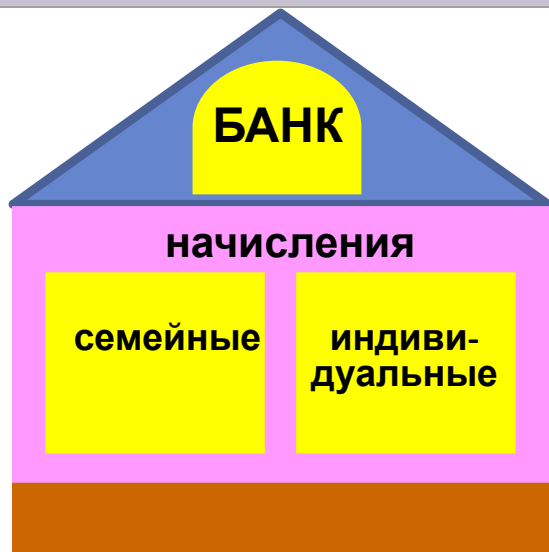 БАНК
начисления
семейные
индиви-
дуальные